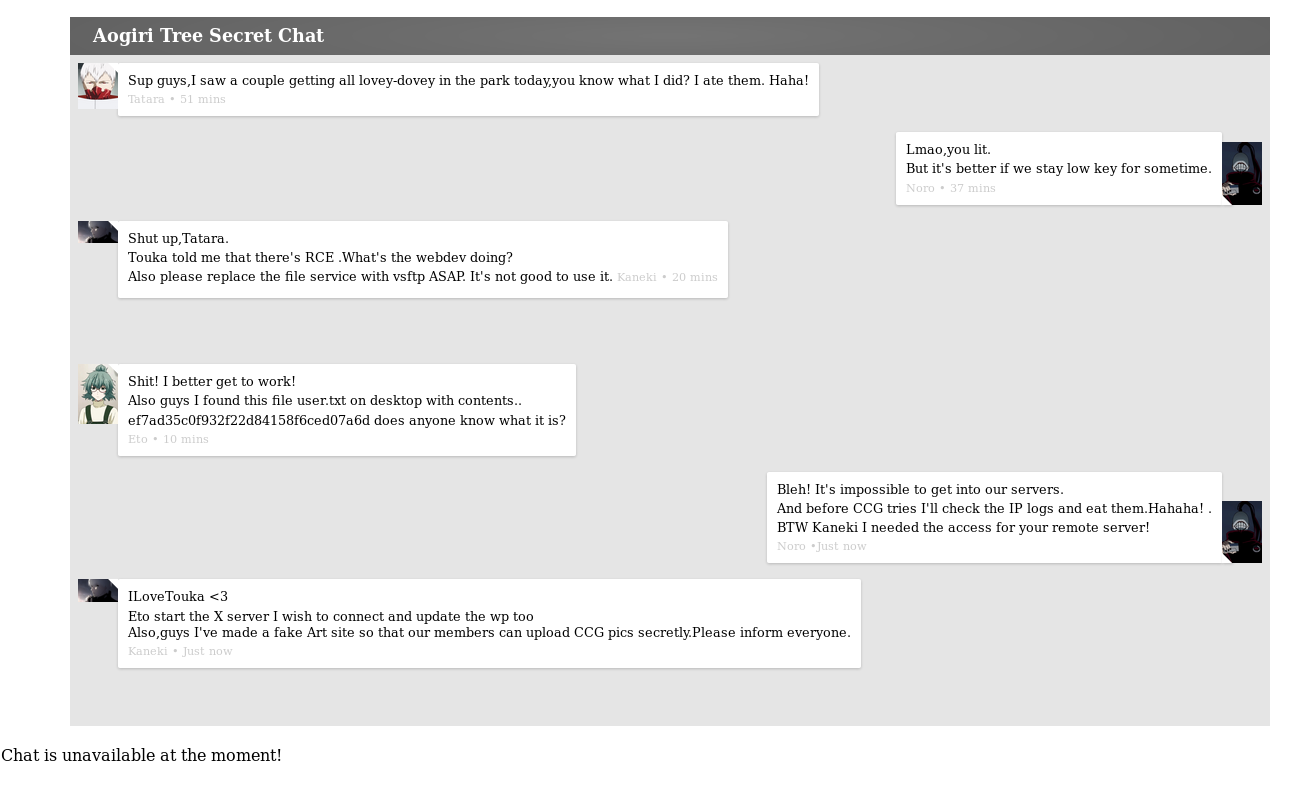 Aogiri Tree Secret Chat
Sup guys,I saw a couple getting all lovey-dovey in the park today,you know what I did? I ate them. Haha!
Tatara • 51 mins
Lmao,you lit.
But it's better if we stay low key for sometime.
Noro • 37 mins
Shut up,Tatara.
Touka told me that there's RCE .What's the webdev doing?
Also please replace the file service with vsftp ASAP. It's not good to use it. Kaneki • 20 mins
Shit! I better get to work!
Also guys I found this file user.txt on desktop with contents..
ef7ad35c0f932f22d84158f6ced07a6d does anyone know what it is?
Eto • 10 mins
Bleh! It's impossible to get into our servers.
And before CCG tries I'll check the IP logs and eat them.Hahaha! .
BTW Kaneki I needed the access for your remote server!
Noro •Just now
ILoveTouka <3
Eto start the X server I wish to connect and update the wp too
Also,guys I've made a fake Art site so that our members can upload CCG pics secretly.Please inform everyone.
Kaneki • Just now
Chat is unavailable at the moment!